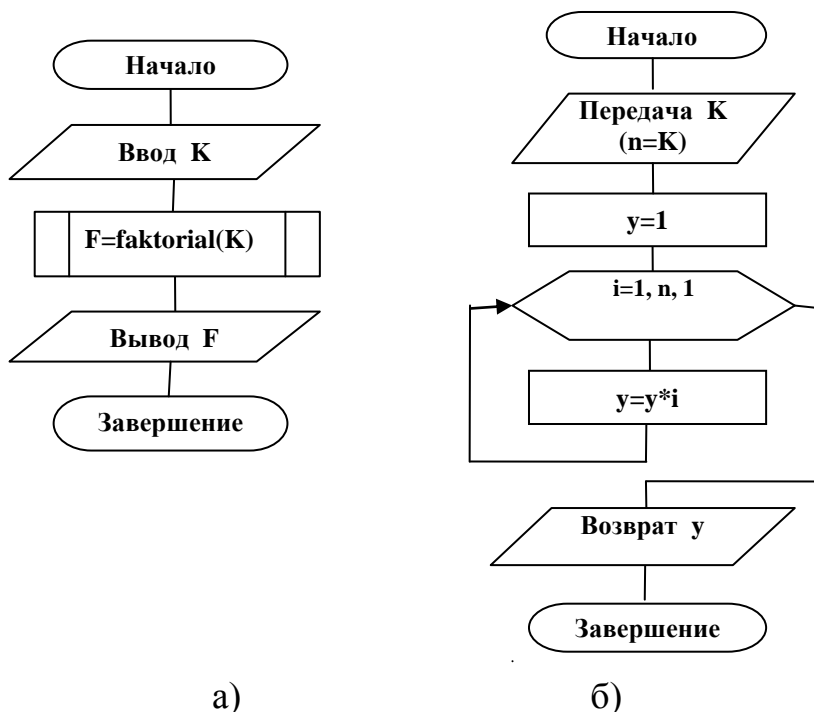 Начало
Ввод K
F=faktorial(K)
Вывод F
Завершение
а)
Начало
Передача K
(n=K)
y=1
i=1, n, 1
y=y*i
Возврат y
Завершение
б)